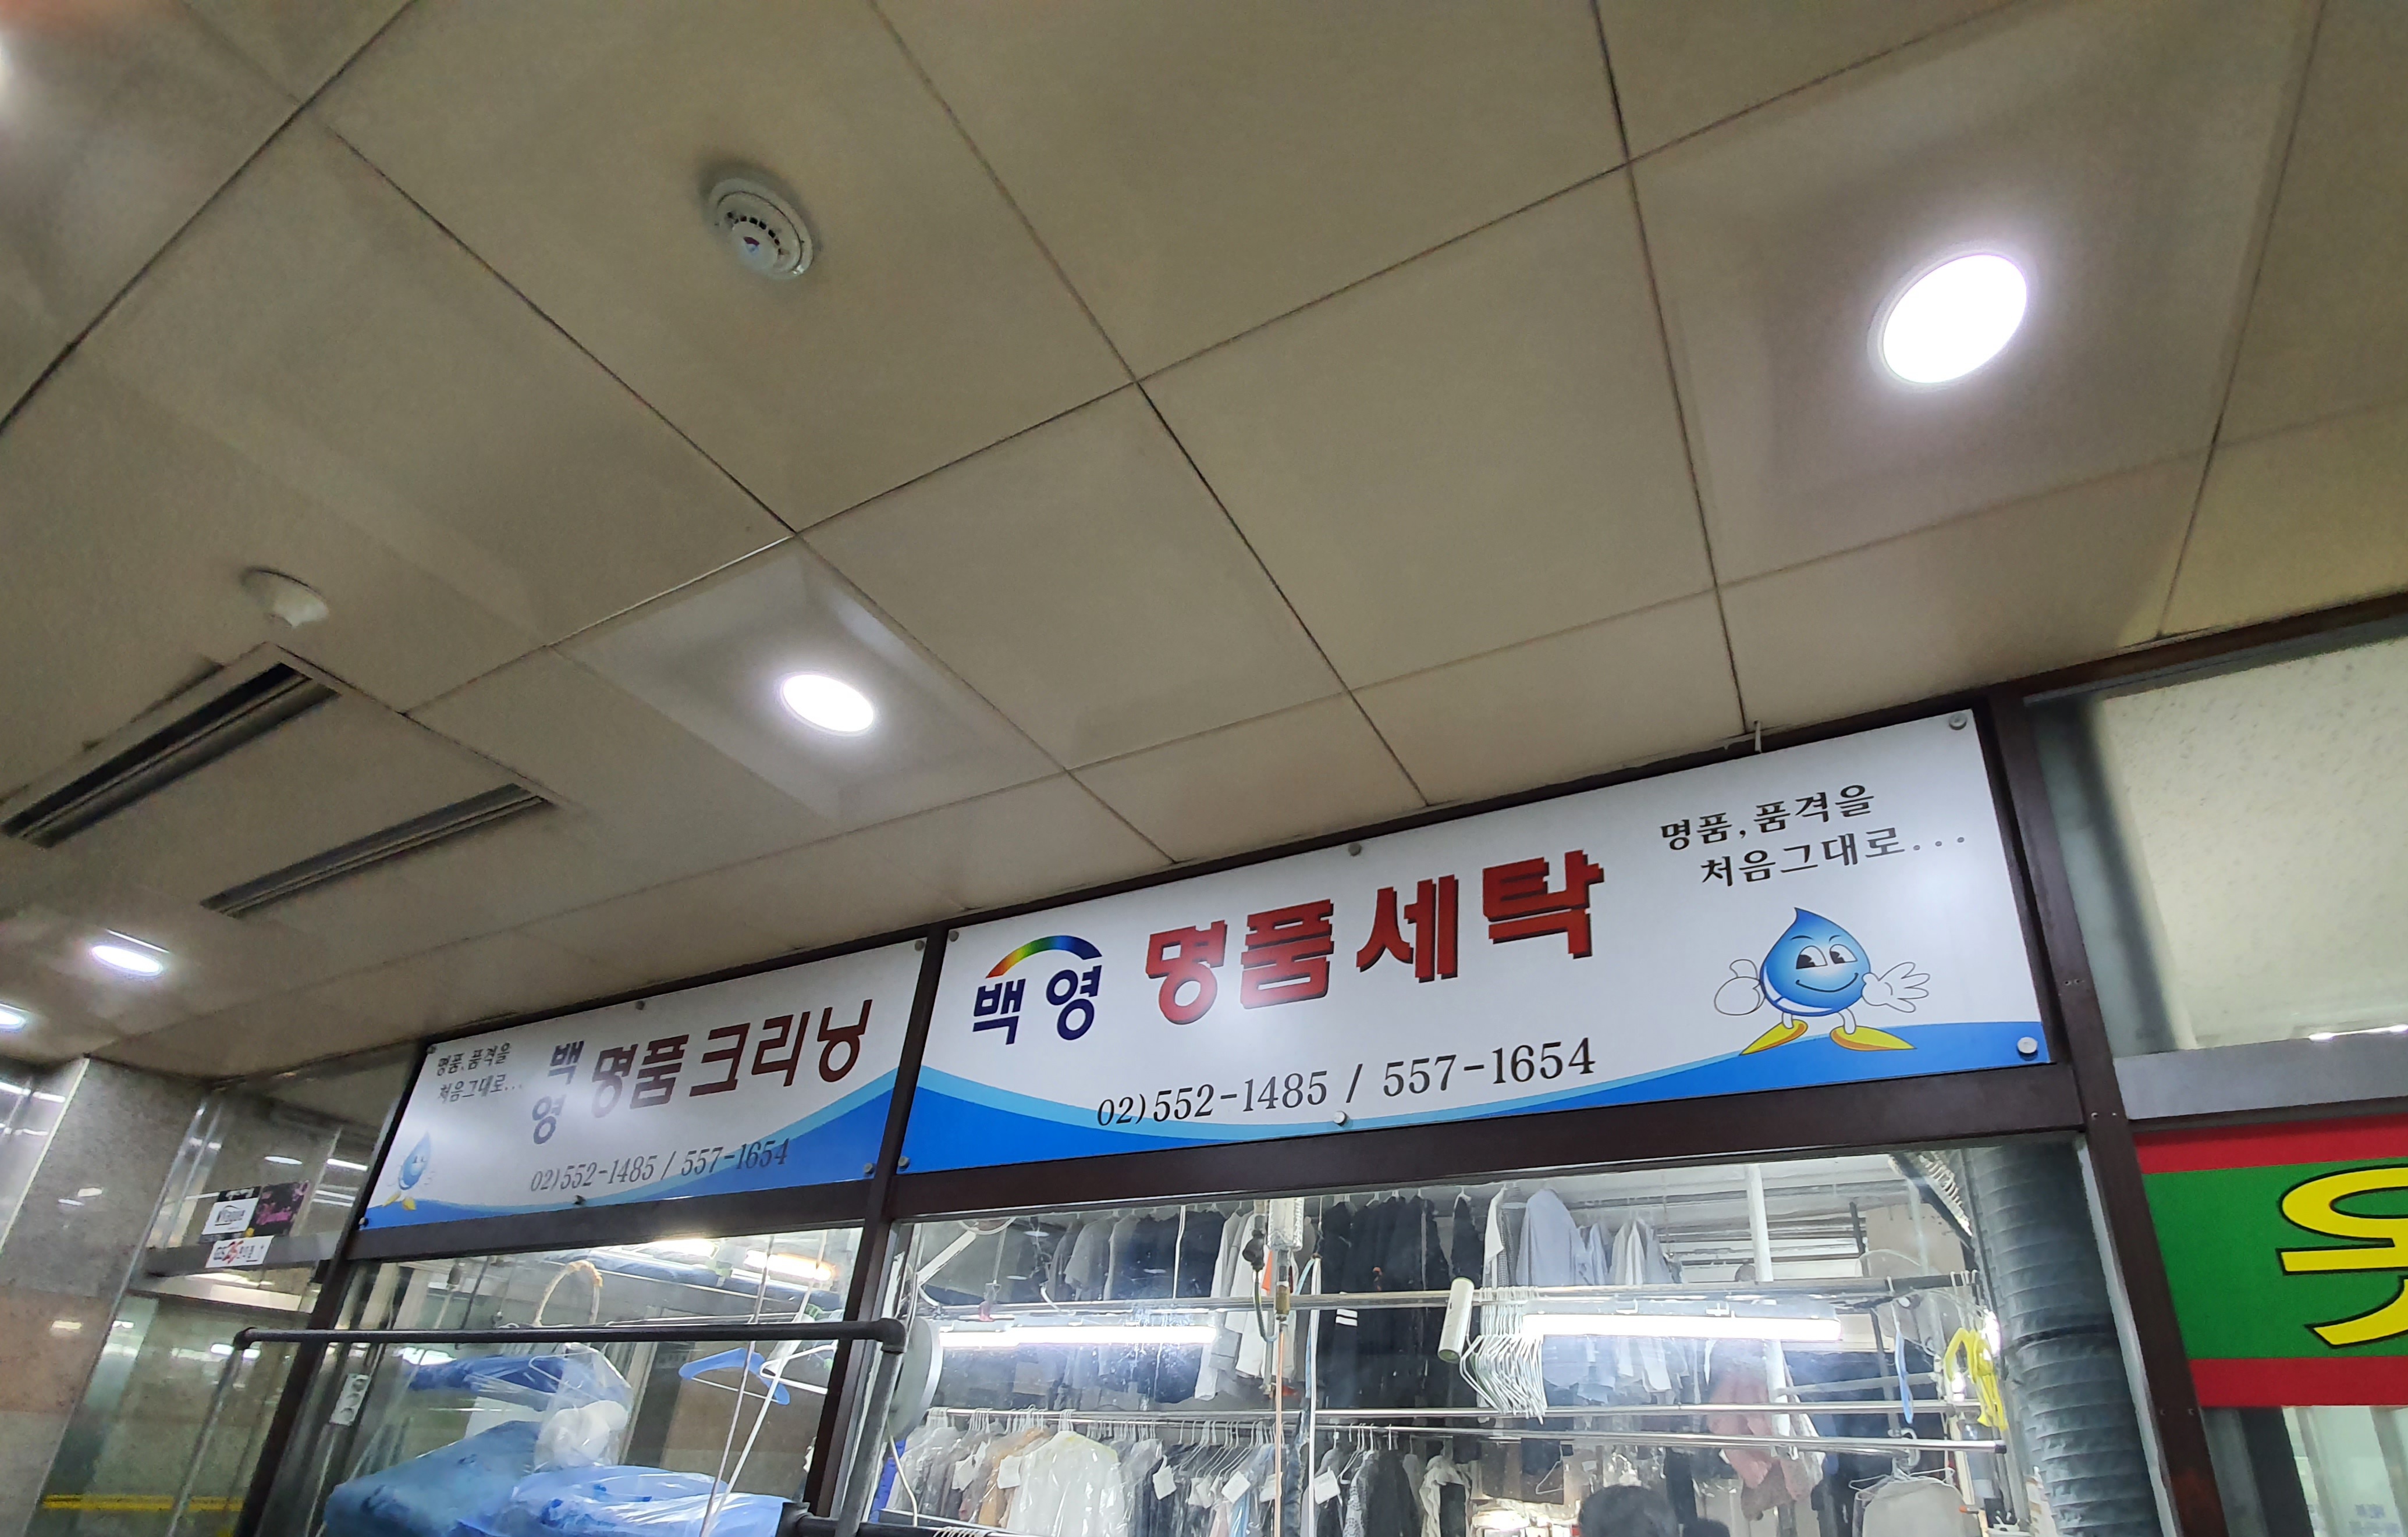 명품, 품격을
처음그대로...
백영
명품크리닝
02)552-1485 / 557-1654
백영
명품세탁
명품, 품격을
처음그대로...
02)552-1485 / 557-1654
옷